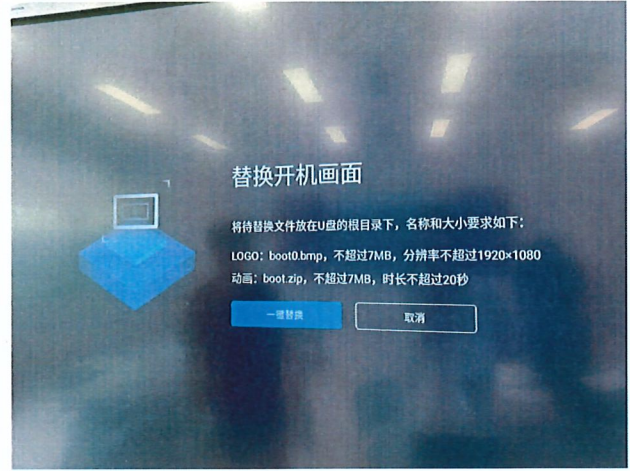 替换开机画面
将待替换文件放在U盘的根目录下，名称和大小要求如下：
LOGO：boot0.bmp，不超过7MB，分辨率不超过1920×1080
动画：boot.zip，不超过7MB，时长不超过20秒
一键替换
取消